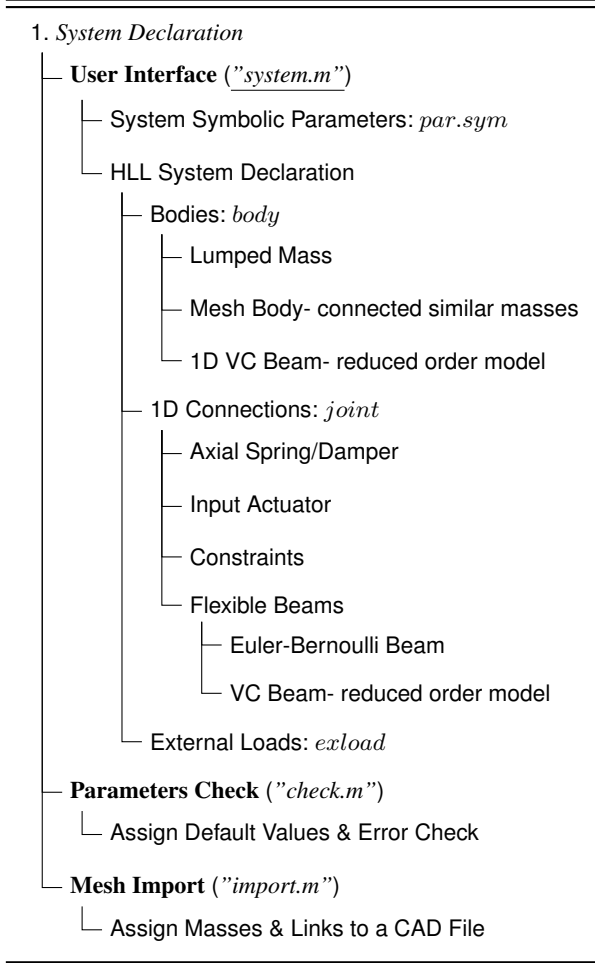 1. System Declaration
User Interface ("system.m")
System Symbolic Parameters: par.sym
HLL System Declaration
Bodies: body
Lumped Mass
Mesh Body- connected similar masses
1D VC Beam- reduced order model
1D Connections: joint
Axial Spring/Damper
Input Actuator
Constraints
Flexible Beams
Euler-Bernoulli Beam
VC Beam- reduced order model
External Loads: exload
Parameters Check ("check.m")
Assign Default Values & Error Check
Mesh Import ("import.m")
Assign Masses & Links to a CAD File